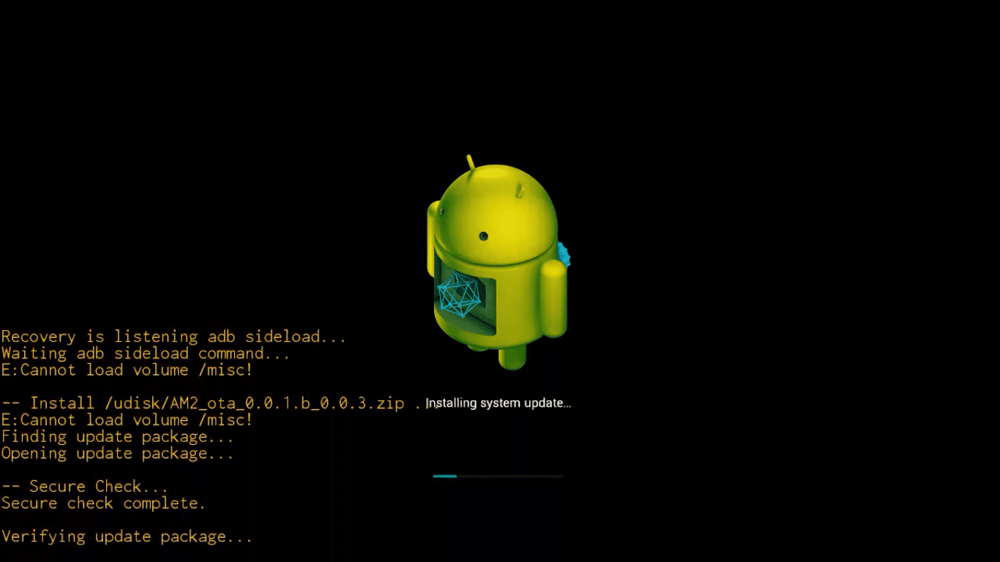 Recovery is listening adb sideload...
Waiting adb sideload command...
E:Cannot load volume /misc!
-- Install /udisk/AM2_ota_0.0.1.b_0.0.3.zip ...
Installing system update...
E:Cannot load volume /misc!
Finding update package...
Opening update package...
-- Secure Check...
Secure check complete.
Verifying update package...